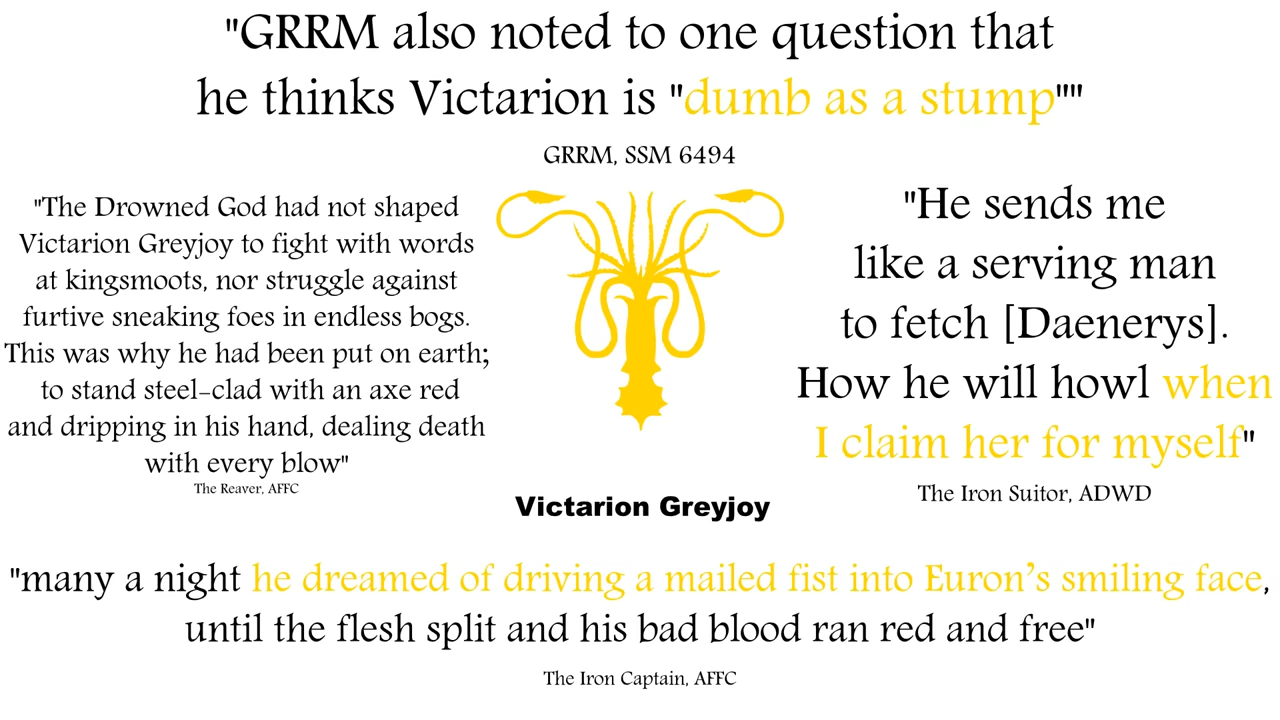 "GRRM also noted to one question that
he thinks Victarion is "dumb as a stump""
GRRM, SSM 6494
"The Drowned God had not shaped
Victarion Greyjoy to fight with words
at kingsmoots, nor struggle against
furtive sneaking foes in endless bogs.
This was why he had been put on earth;
to stand steel-clad with an axe red
and dripping in his hand, dealing death
with every blow"
The Reaver, AFFC
"He sends me
like a serving man
to fetch [Daenerys].
How he will howl when
I claim her for myself"
The Iron Suitor, ADWD
Victarion Greyjoy
"many a night he dreamed of driving a mailed fist into Euron’s smiling face,
until the flesh split and his bad blood ran red and free"
The Iron Captain, AFFC